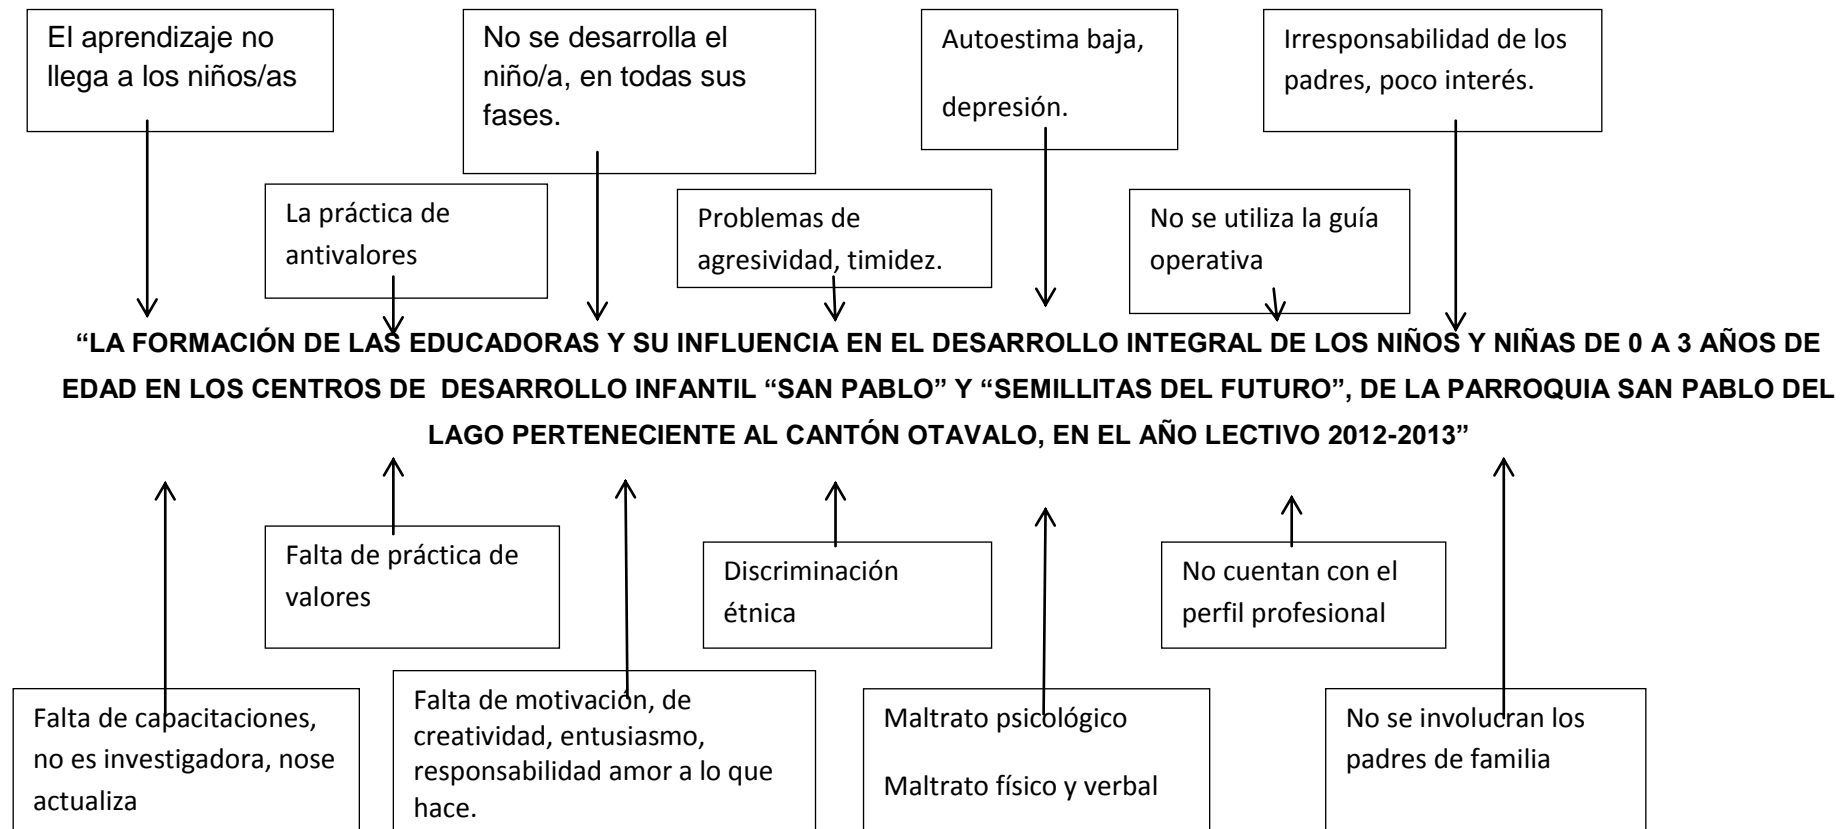 El aprendizaje no
llega a los niños/as
No se desarrolla el
niño/a, en todas sus
fases.
Autoestima baja,
depresión.
Irresponsabilidad de los
padres, poco interés.
La práctica de
antivalores
Problemas de
agresividad, timidez.
No se utiliza la guía
operativa
“LA FORMACIÓN DE LAS EDUCADORAS Y SU INFLUENCIA EN EL DESARROLLO INTEGRAL DE LOS NIÑOS Y NIÑAS DE 0 A 3 AÑOS DE
EDAD EN LOS CENTROS DE DESARROLLO INFANTIL “SAN PABLO” Y “SEMILLITAS DEL FUTURO”, DE LA PARROQUIA SAN PABLO DEL
LAGO PERTENECIENTE AL CANTÓN OTAVALO, EN EL AÑO LECTIVO 2012-2013”
Falta de práctica de
valores
Discriminación
étnica
No cuentan con el
perfil profesional
Falta de capacitaciones,
no es investigadora, nose
actualiza
Falta de motivación, de
creatividad, entusiasmo,
responsabilidad amor a lo que
hace.
Maltrato psicológico
Maltrato físico y verbal
No se involucran los
padres de familia